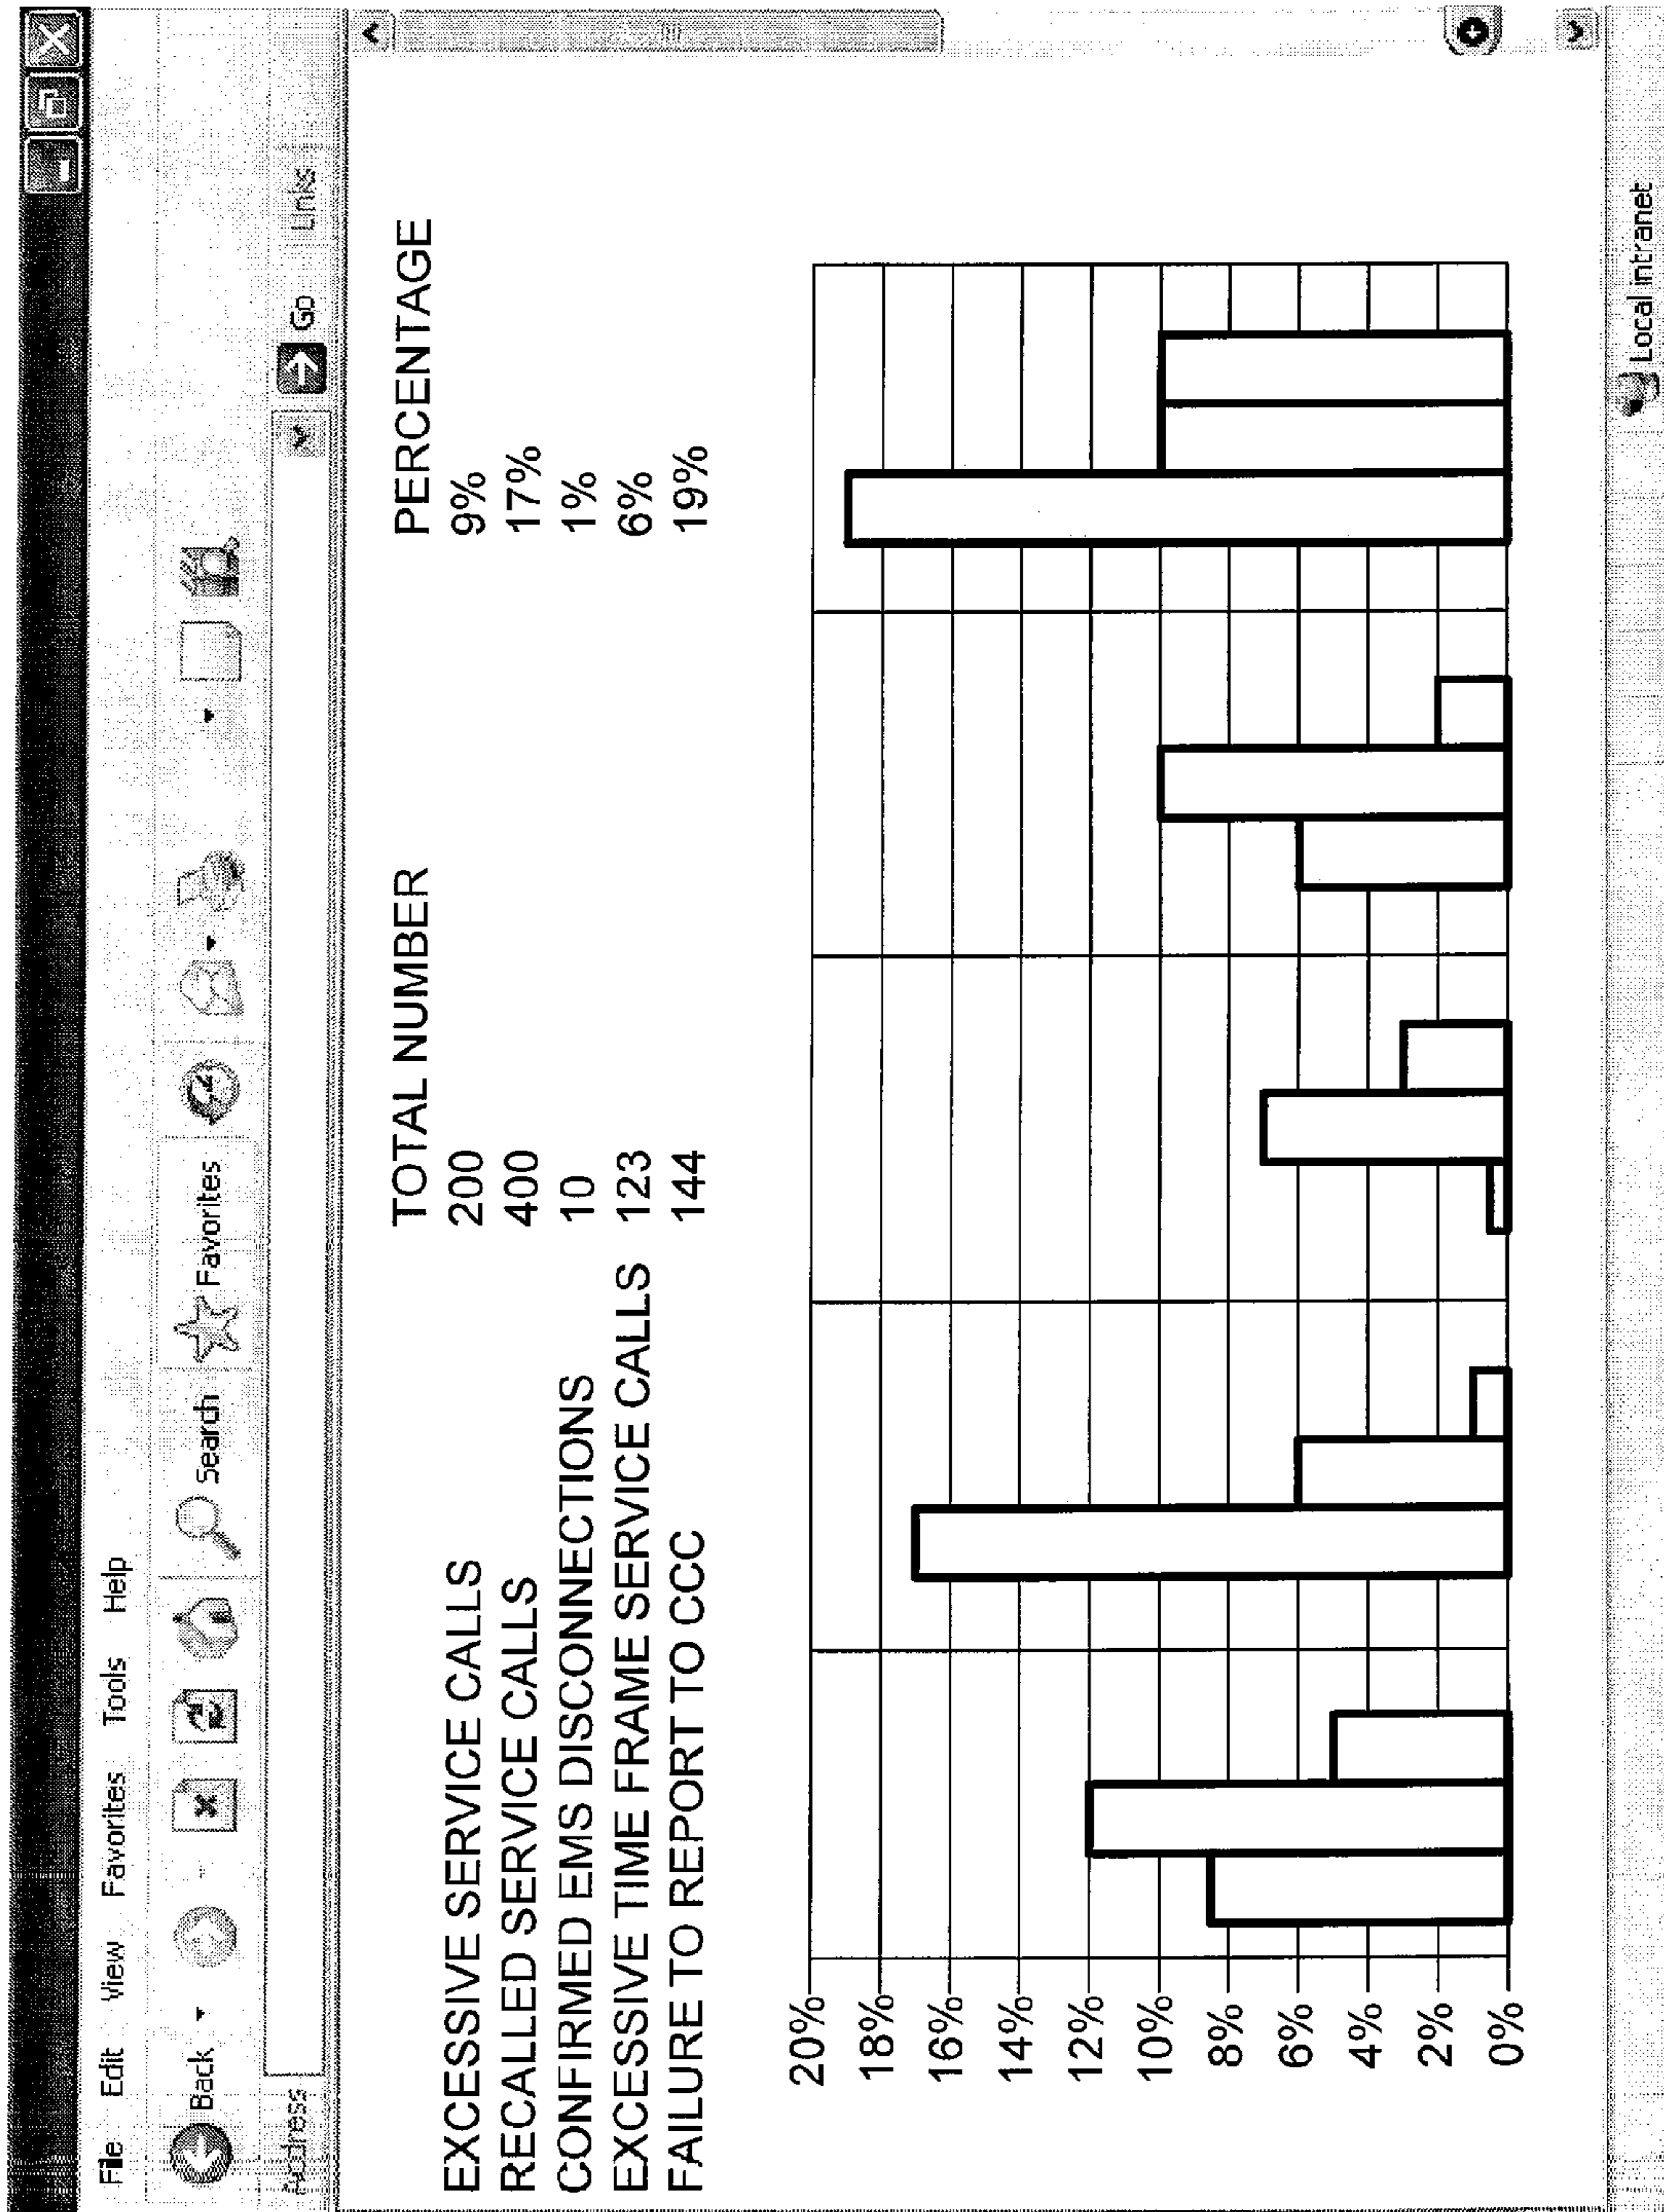 File Edit View Favorites Tools Help
Back Search Favorites
Address Go Links
TOTAL NUMBER PERCENTAGE
EXCESSIVE SERVICE CALLS 200 9%
RECALLED SERVICE CALLS 400 17%
CONFIRMED EMS DISCONNECTIONS 10 1%
EXCESSIVE TIME FRAME SERVICE CALLS 123 6%
FAILURE TO REPORT TO CCC 144 19%
20%
18%
16%
14%
12%
10%
8%
6%
4%
2%
0%
Local intranet